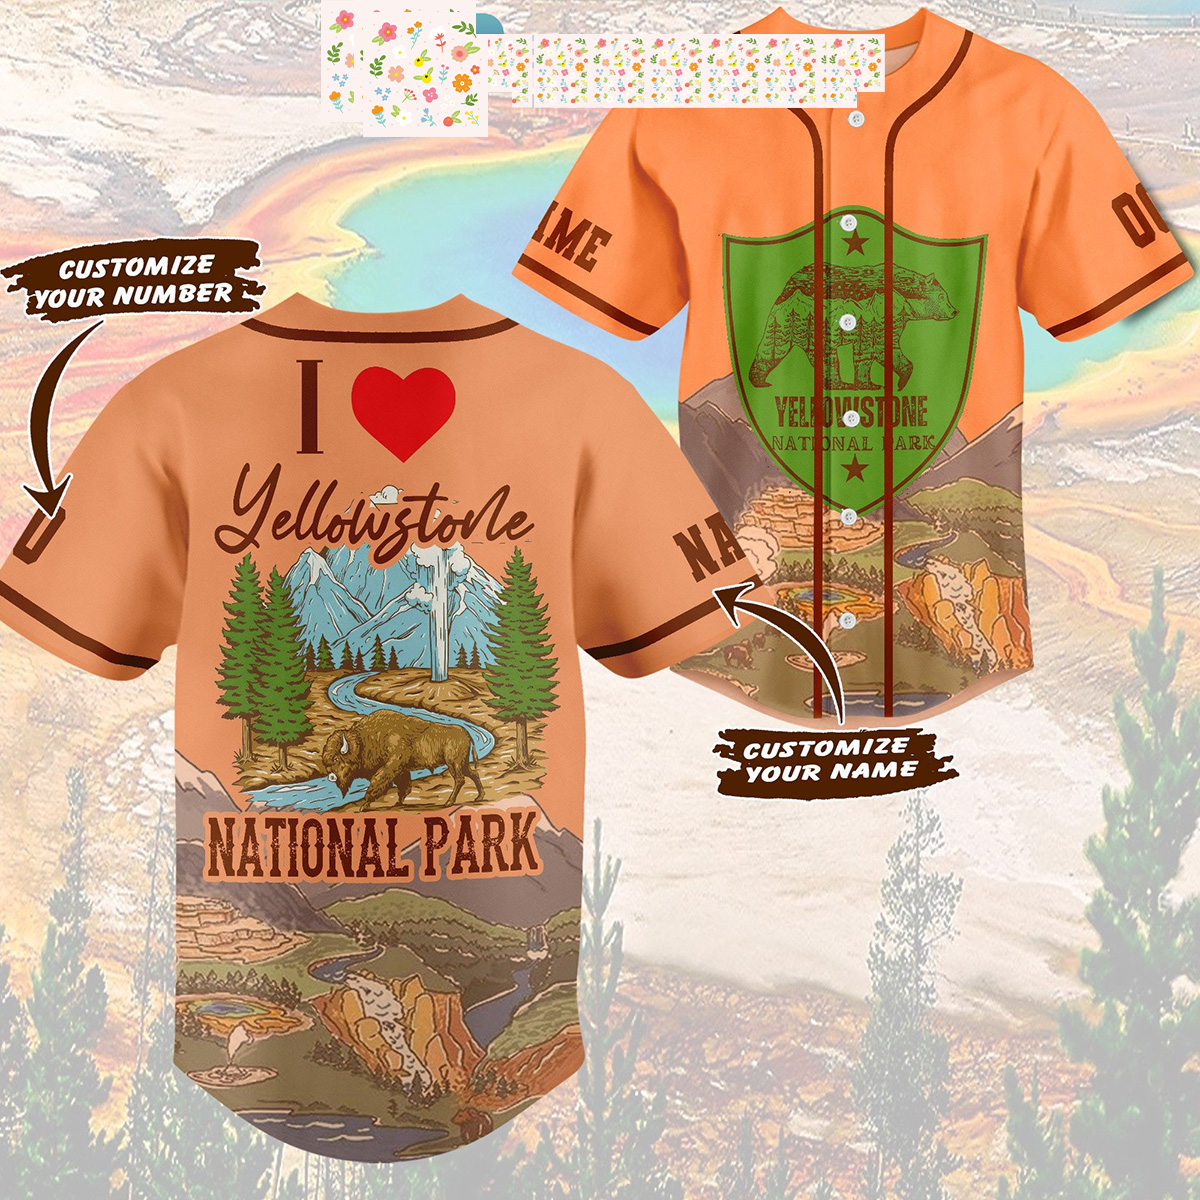 CUSTOMIZE
YOUR NUMBER
I
Yellowstone
NATIONAL PARK
YELLOWSTONE
NATIONAL PARK
CUSTOMIZE
YOUR NAME